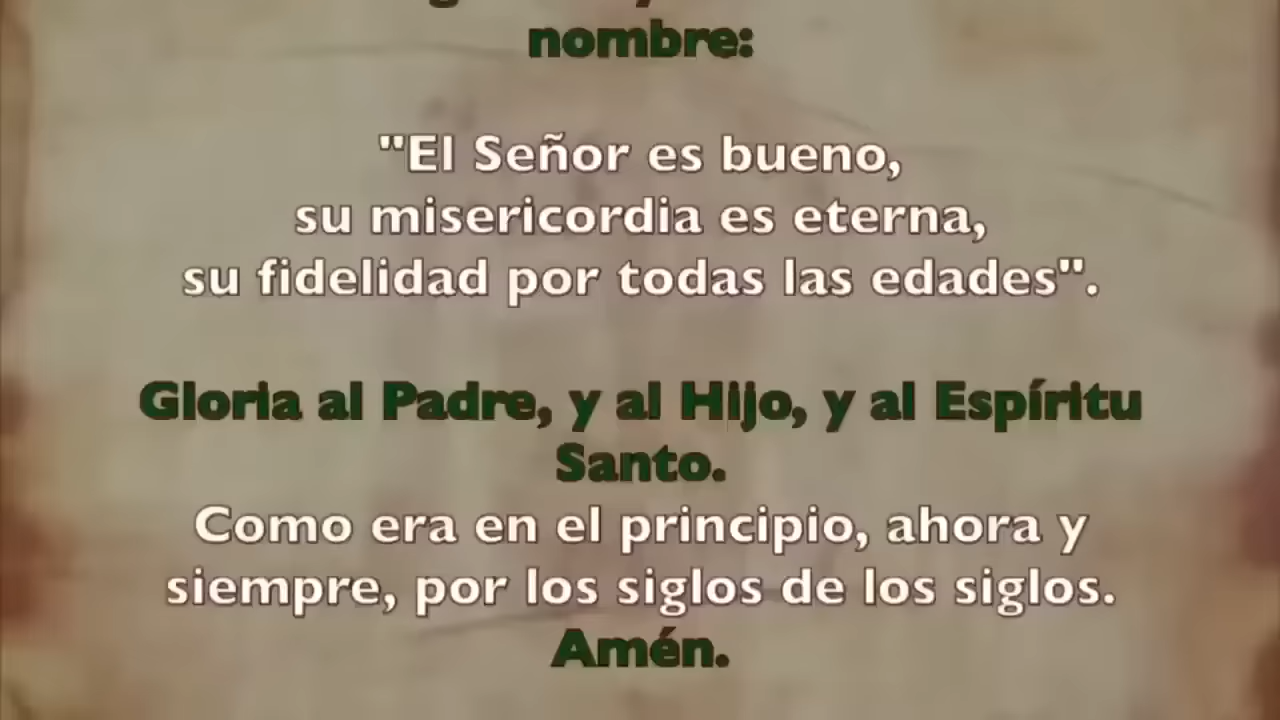 nombre:
"El Señor es bueno,
su misericordia es eterna,
su fidelidad por todas las edades".
Gloria al Padre, y al Hijo, y al Espíritu
Santo.
Como era en el principio, ahora y
siempre, por los siglos de los siglos.
Amén.